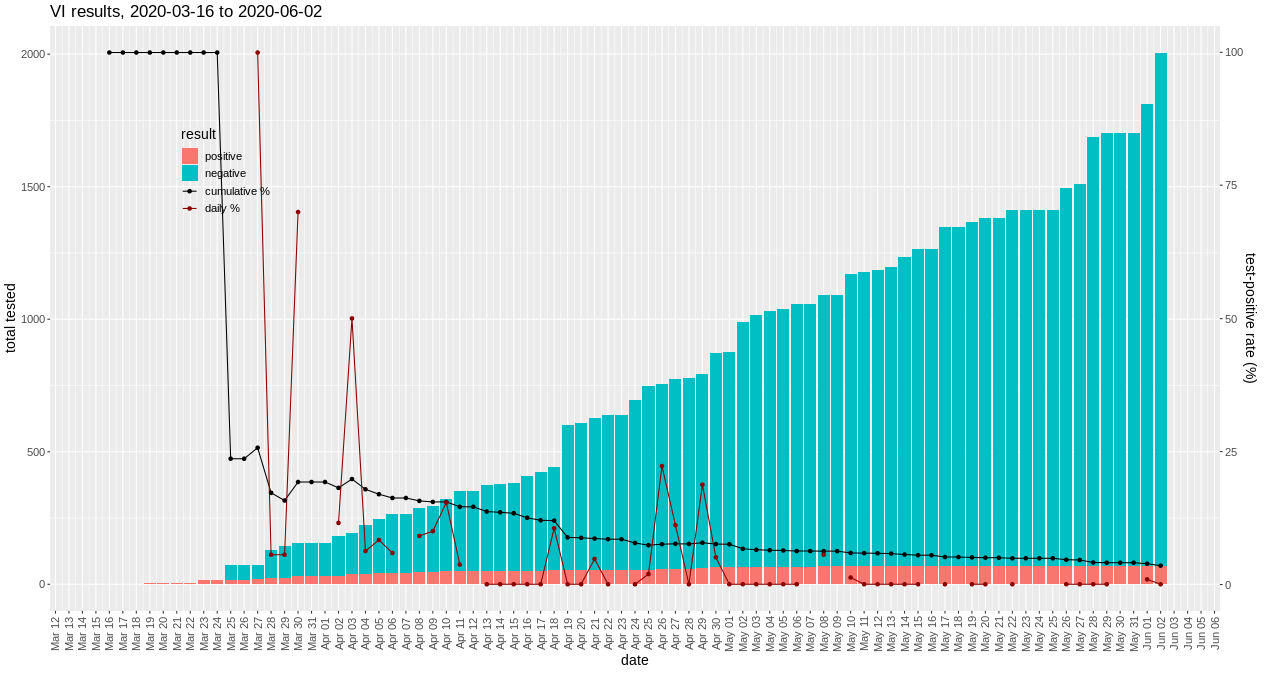 VI results, 2020-03-16 to 2020-06-02
total tested
2000
1500
1000
500
0
result
positive
negative
cumulative %
daily %
100
75
50
25
0
test-positive rate (%)
Mar 12
Mar 13
Mar 14
Mar 15
Mar 16
Mar 17
Mar 18
Mar 19
Mar 20
Mar 21
Mar 22
Mar 23
Mar 24
Mar 25
Mar 26
Mar 27
Mar 28
Mar 29
Mar 30
Mar 31
Apr 01
Apr 02
Apr 03
Apr 04
Apr 05
Apr 06
Apr 07
Apr 08
Apr 09
Apr 10
Apr 11
Apr 12
Apr 13
Apr 14
Apr 15
Apr 16
Apr 17
Apr 18
Apr 19
Apr 20
Apr 21
Apr 22
Apr 23
Apr 24
Apr 25
Apr 26
Apr 27
Apr 28
Apr 29
Apr 30
May 01
May 02
May 03
May 04
May 05
May 06
May 07
May 08
May 09
May 10
May 11
May 12
May 13
May 14
May 15
May 16
May 17
May 18
May 19
May 20
May 21
May 22
May 23
May 24
May 25
May 26
May 27
May 28
May 29
May 30
May 31
Jun 01
Jun 02
Jun 03
Jun 04
Jun 05
Jun 06
date